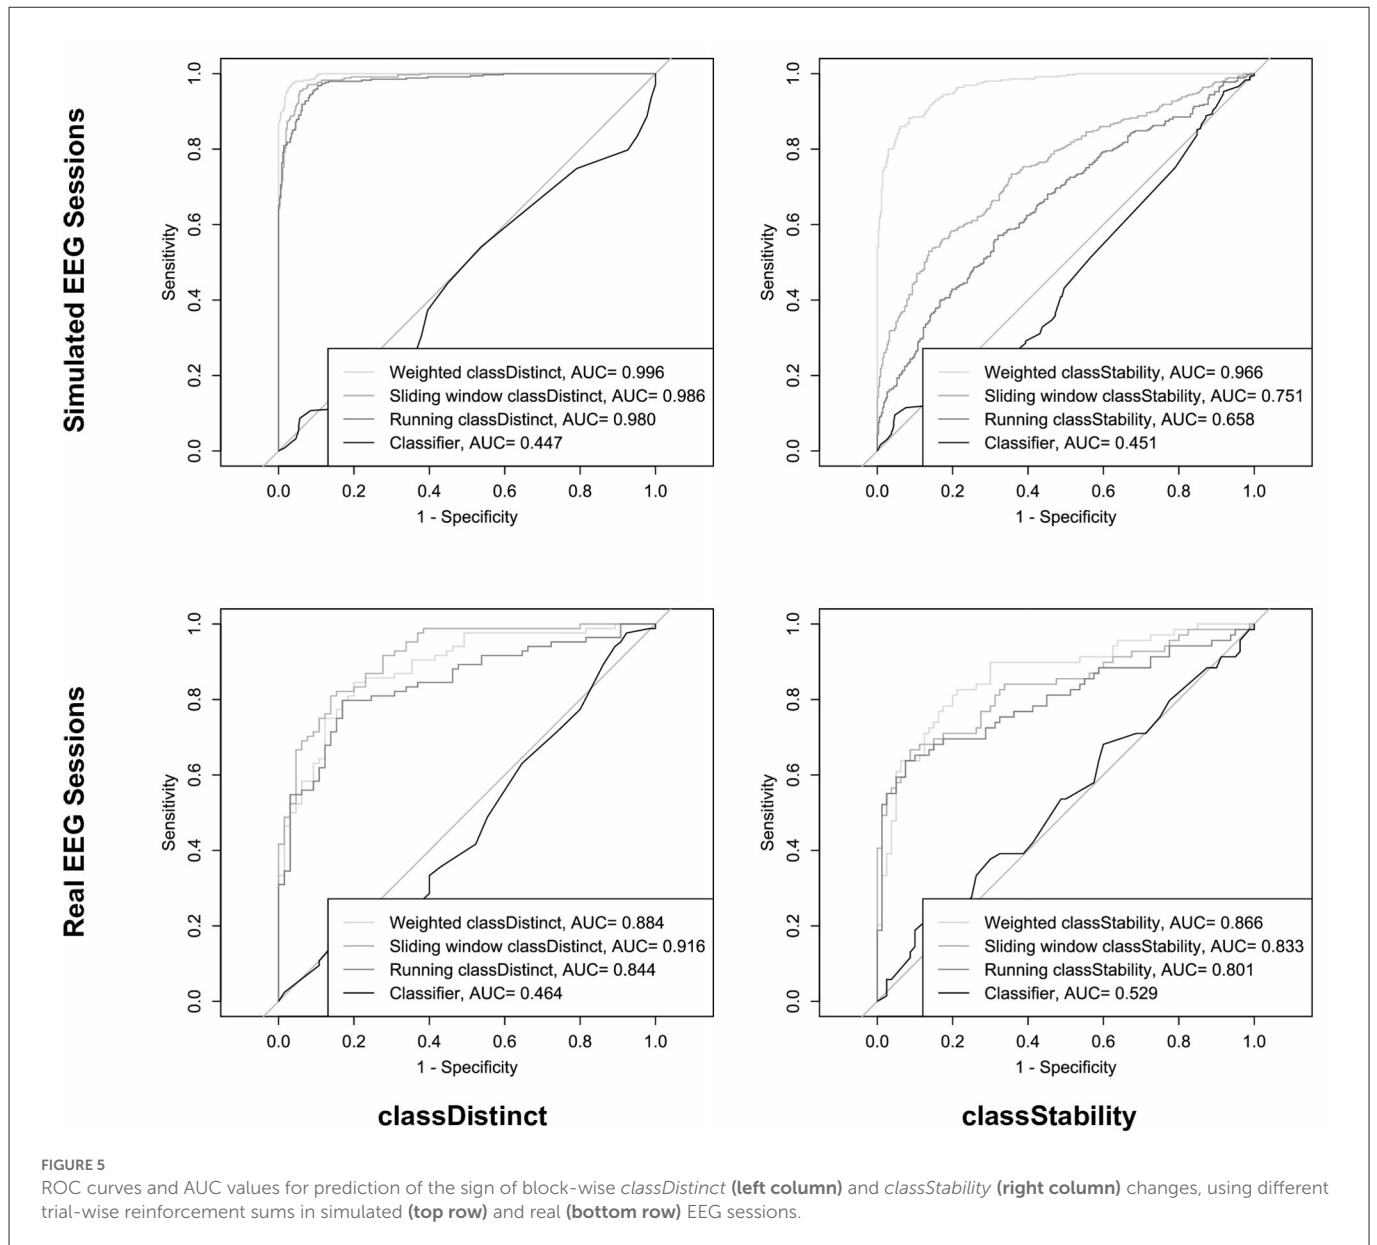 Simulated EEG Sessions
Sensitivity
0.0 0.2 0.4 0.6 0.8 1.0
Weighted classDistinct, AUC= 0.996
Sliding window classDistinct, AUC= 0.986
Running classDistinct, AUC= 0.980
Classifier, AUC= 0.447
0.0 0.2 0.4 0.6 0.8 1.0
1 - Specificity
Sensitivity
0.0 0.2 0.4 0.6 0.8 1.0
Weighted classStability, AUC= 0.966
Sliding window classStability, AUC= 0.751
Running classStability, AUC= 0.658
Classifier, AUC= 0.451
0.0 0.2 0.4 0.6 0.8 1.0
1 - Specificity
Real EEG Sessions
Sensitivity
0.0 0.2 0.4 0.6 0.8 1.0
Weighted classDistinct, AUC= 0.884
Sliding window classDistinct, AUC= 0.916
Running classDistinct, AUC= 0.844
Classifier, AUC= 0.464
0.0 0.2 0.4 0.6 0.8 1.0
1 - Specificity
classDistinct
Sensitivity
0.0 0.2 0.4 0.6 0.8 1.0
Weighted classStability, AUC= 0.866
Sliding window classStability, AUC= 0.833
Running classStability, AUC= 0.801
Classifier, AUC= 0.529
0.0 0.2 0.4 0.6 0.8 1.0
1 - Specificity
classStability
FIGURE 5
ROC curves and AUC values for prediction of the sign of block-wise classDistinct (left column) and classStability (right column) changes, using different
trial-wise reinforcement sums in simulated (top row) and real (bottom row) EEG sessions.